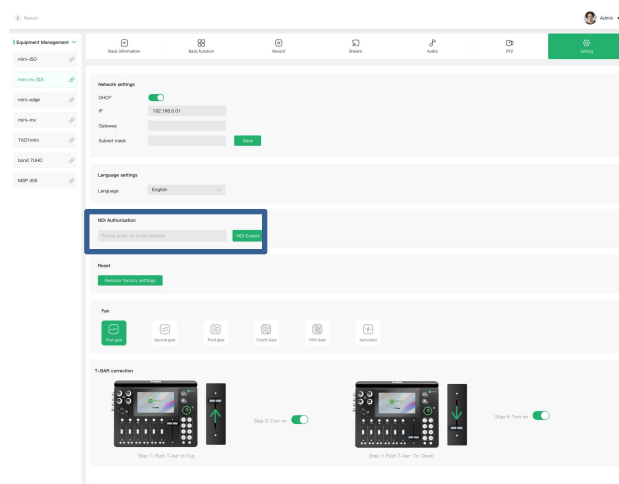 Return
Admin
Equipment Management
Basic information
Basic function
Record
Stream
Audio
PTZ
Setting
mini-ISO
mini mx SDI
mini-edge
mini-mx
TAO1mini
band 7UHD
MSP 405
Network settings
DHCP
IP
192.188.0.01
Gateway
Subnet mask
Save
Language settings
Language
English
NDI Authorization
Please enter an email address
NDI Enable
Reset
Restore factory settings
Fan
First gear
Second gear
Third gear
Fourth Gear
Fifth Gear
Automatic
T-BAR correction
Step 2: Turn on
Step 4: Turn on
Step 1: Push T-bar to Top
Step 1: Push T-bar To Down